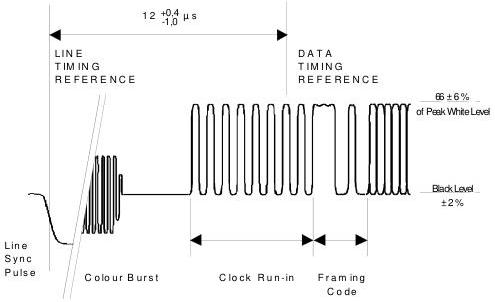 12 +0,4 -1,0 µs
LINE
TIMING
REFERENCE
DATA
TIMING
REFERENCE
66 ± 6 %
of Peak White Level
Black Level
± 2 %
Line
Sync
Pulse
Colour Burst
Clock Run-in
Framing
Code